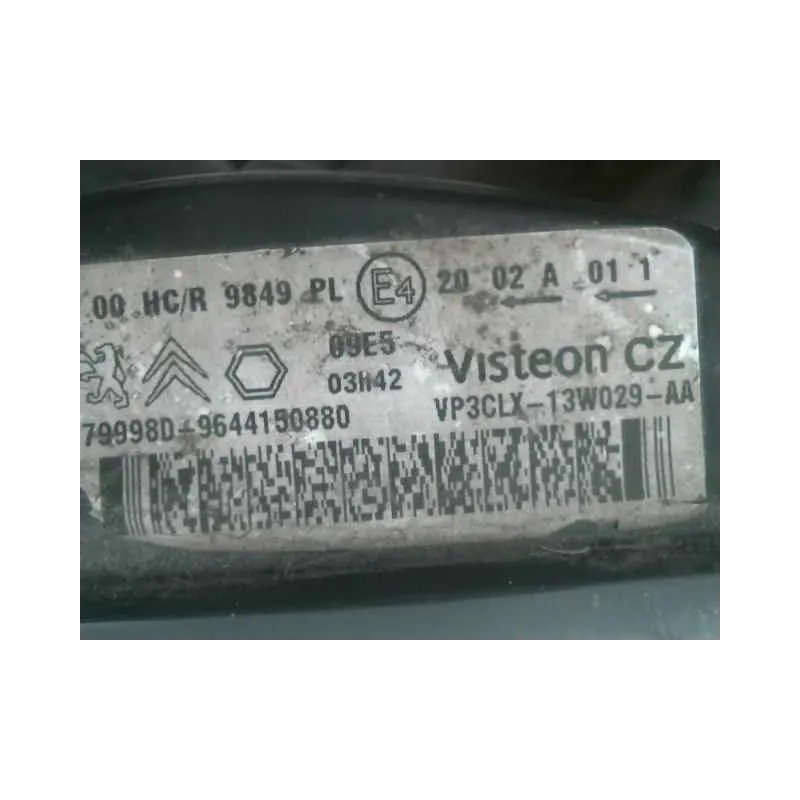 00 HC/R 9849 PL E4 20 02 A 01 1
09E5
03H42
Visteon CZ
79998D-9644150880
VP3CLX-13W029-AA